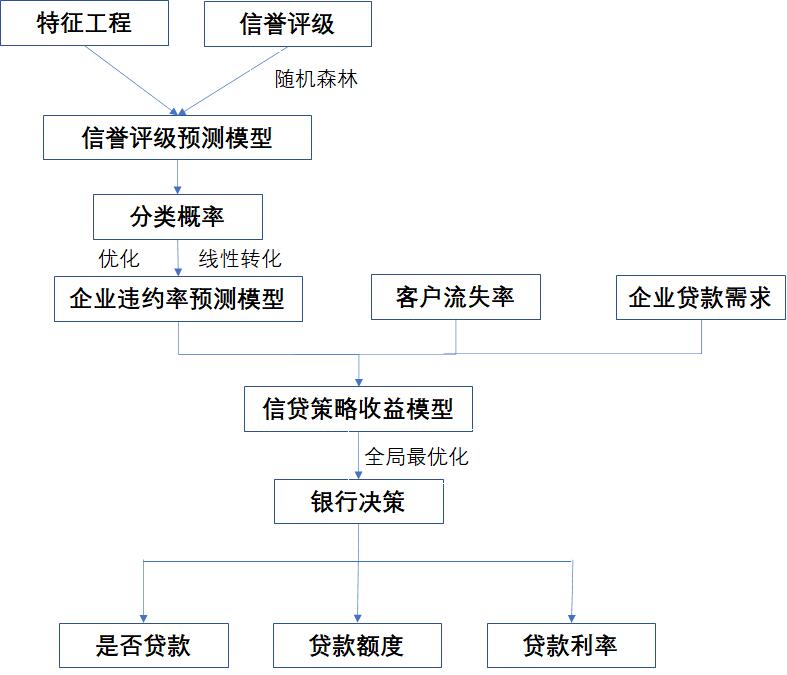 特征工程
信誉评级
随机森林
信誉评级预测模型
分类概率
优化
线性转化
企业违约率预测模型
客户流失率
企业贷款需求
信贷策略收益模型
全局最优化
银行决策
是否贷款
贷款额度
贷款利率